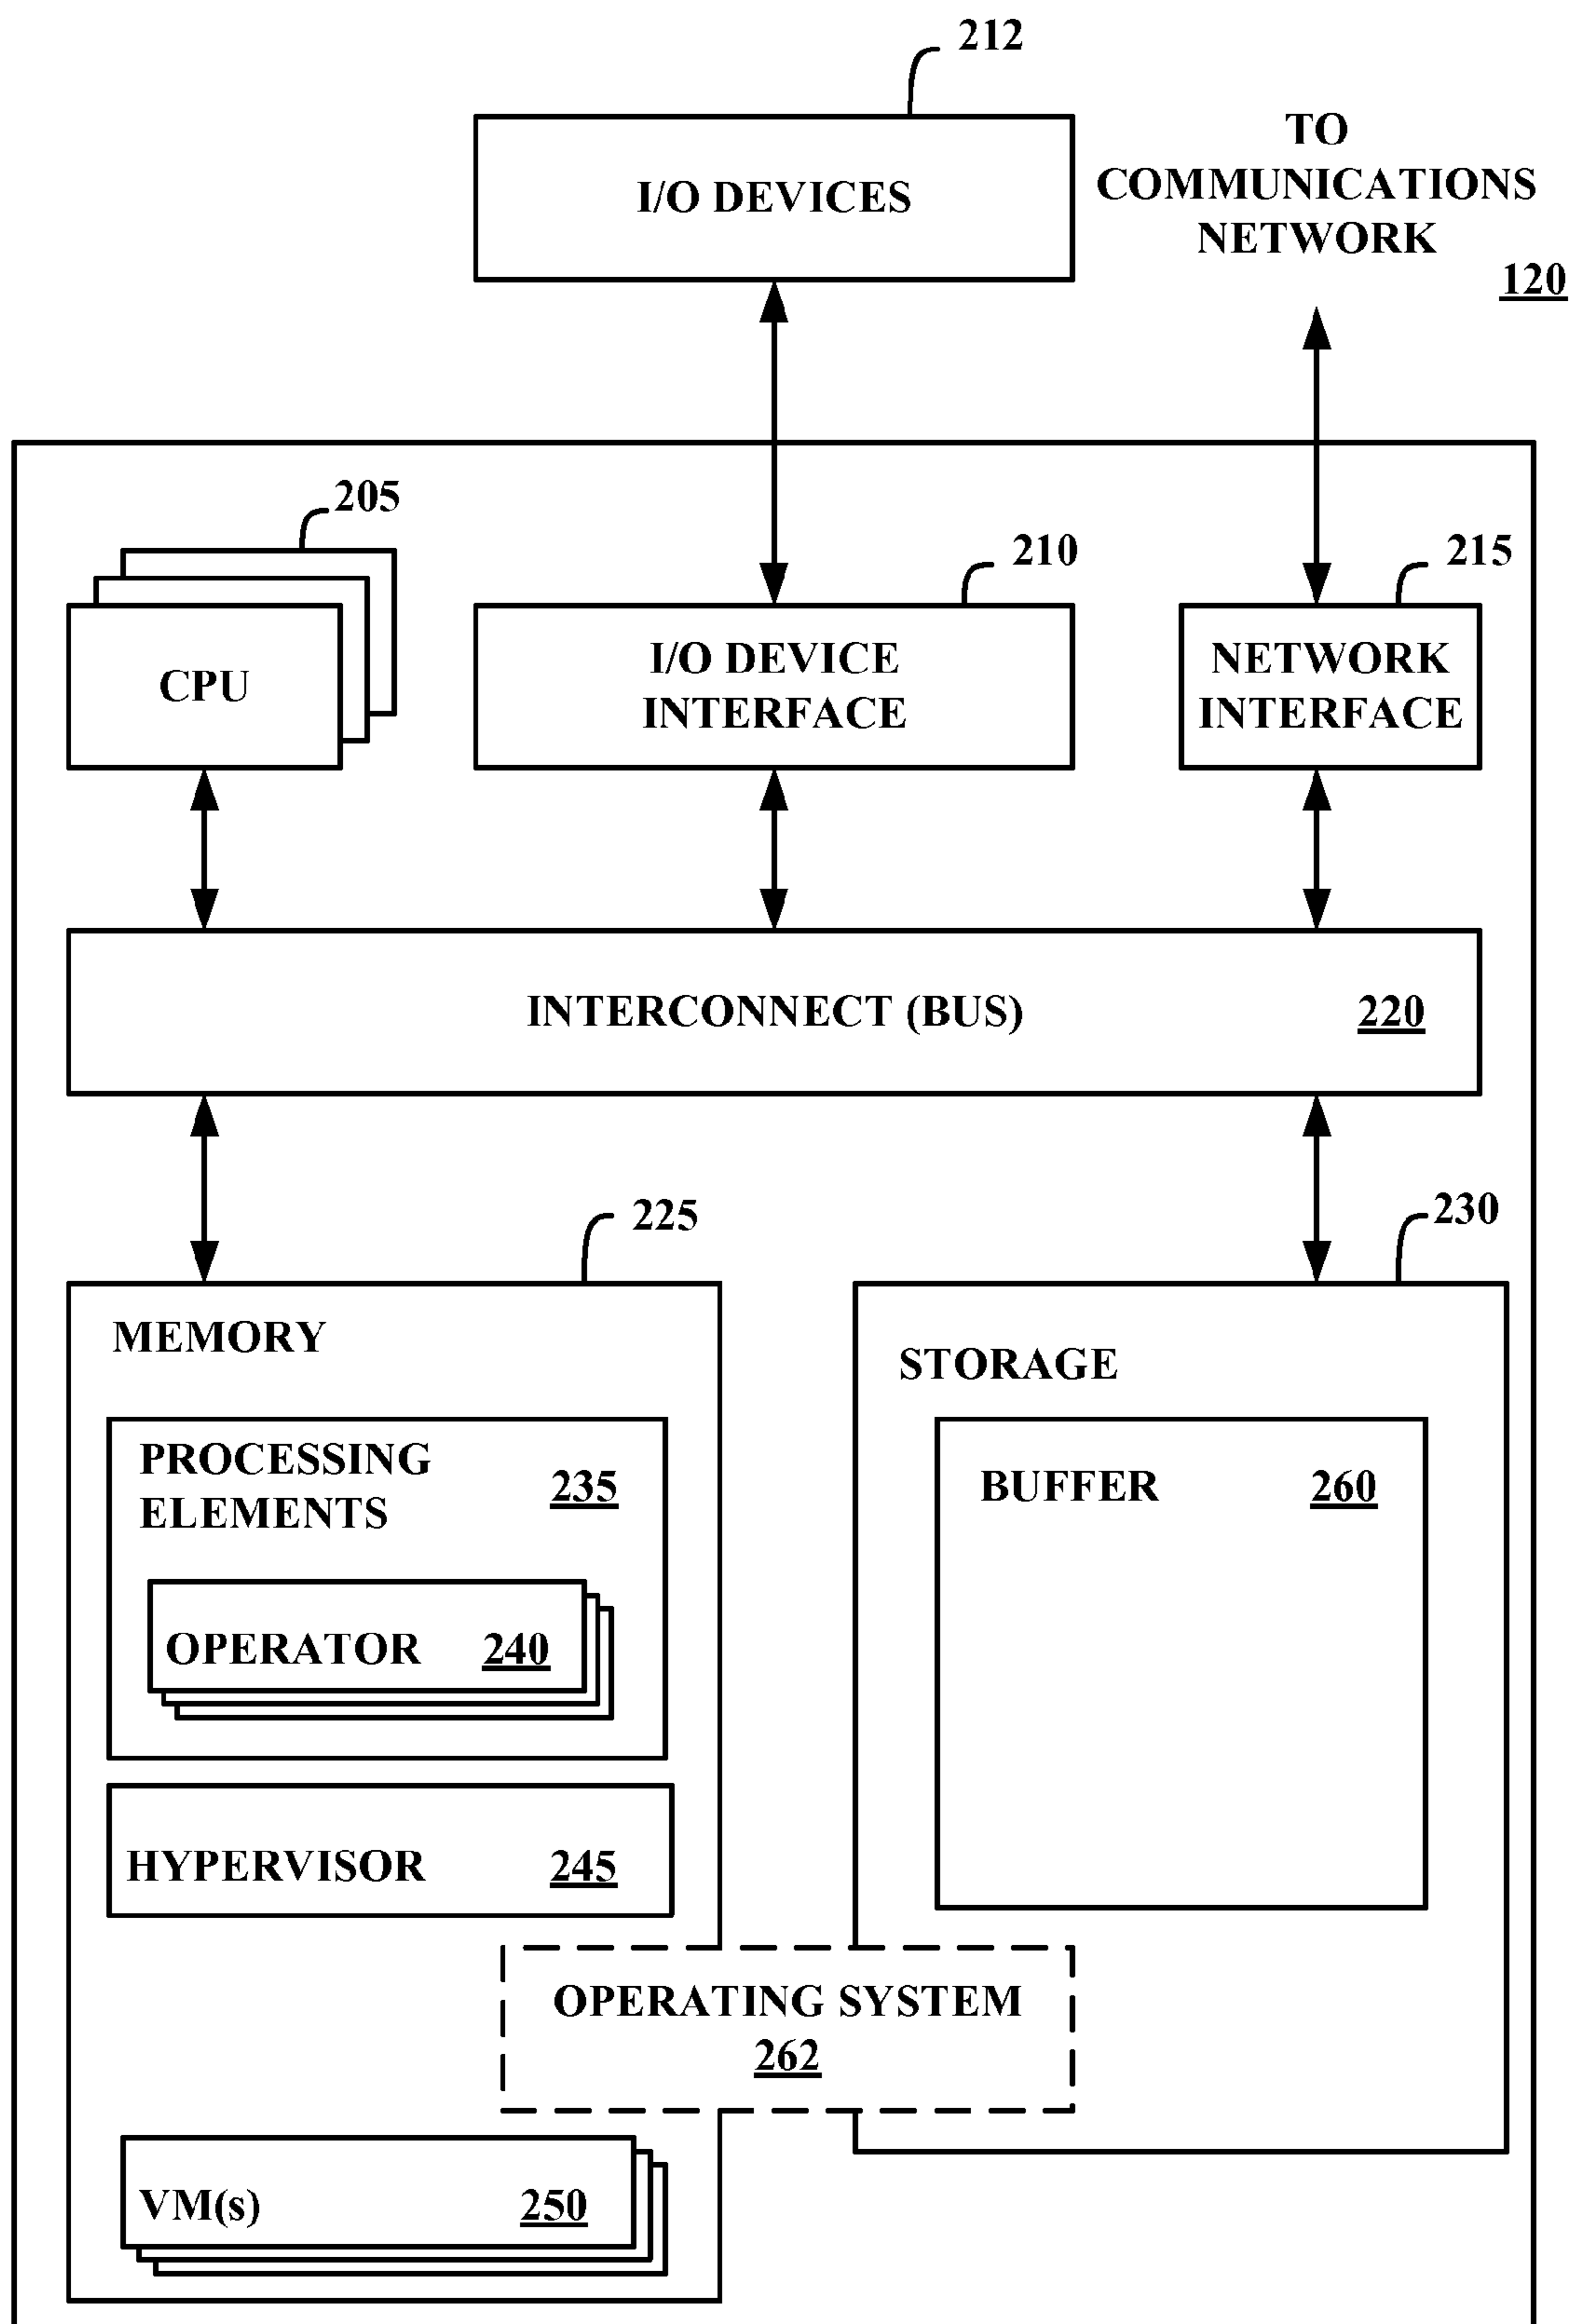 212
I/O DEVICES
TO
COMMUNICATIONS
NETWORK
120
205
210
215
CPU
I/O DEVICE
INTERFACE
NETWORK
INTERFACE
INTERCONNECT (BUS) 220
225
230
MEMORY
STORAGE
PROCESSING
ELEMENTS 235
BUFFER 260
OPERATOR 240
HYPERVISOR 245
OPERATING SYSTEM
262
VM(s) 250